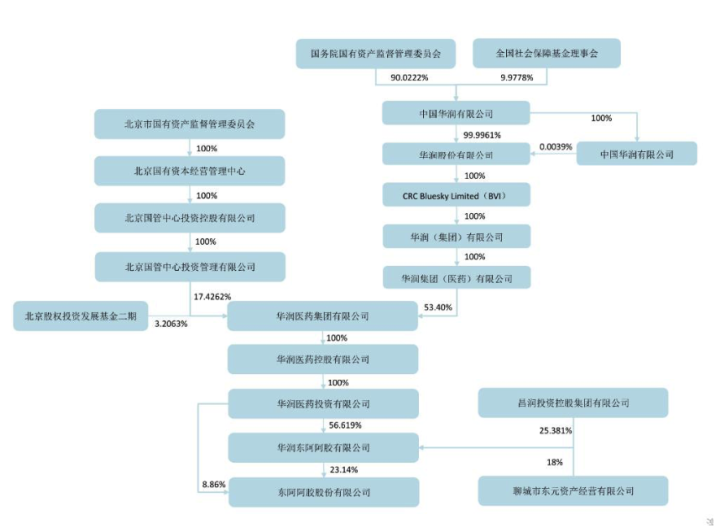 国务院国有资产监督管理委员会
全国社会保障基金理事会
90.0222%
9.9778%
中国华润有限公司
100%
99.9961%
北京市国有资产监督管理委员会
100%
华润股份有限公司
0.0039%
中国华润有限公司
100%
北京国有资本经营管理中心
100%
CRC Bluesky Limited（BVI）
100%
北京国管中心投资控股有限公司
100%
华润（集团）有限公司
100%
北京国管中心投资管理有限公司
华润集团（医药）有限公司
17.4262%
53.40%
北京股权投资发展基金二期
3.2063%
华润医药集团有限公司
100%
华润医药控股有限公司
100%
华润医药投资有限公司
昌润投资控股集团有限公司
56.619%
25.381%
华润东阿阿胶有限公司
23.14%
18%
8.86%
东阿阿胶股份有限公司
聊城市东元资产经营有限公司